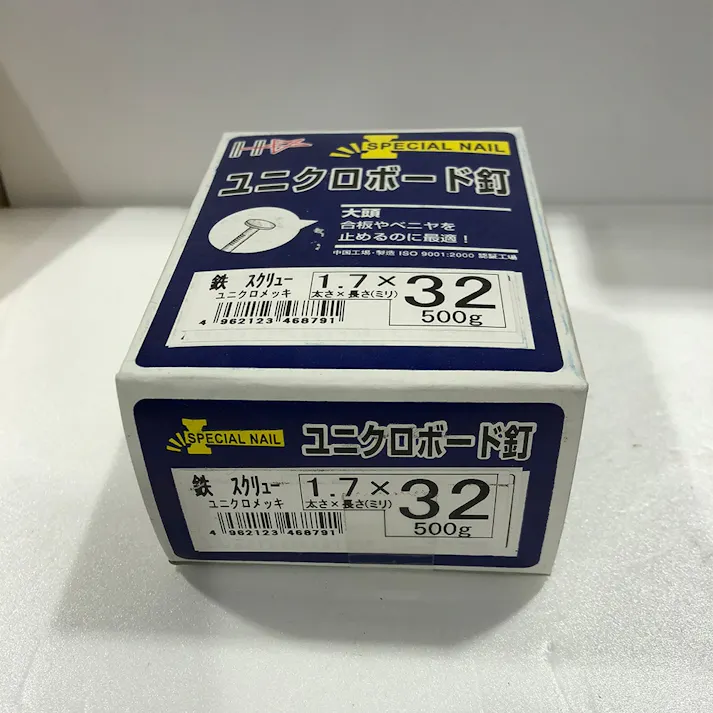 SPECIAL NAIL
ユニクロボード釘
大頭
合板やベニヤを
止めるのに最適！
中国工場・製造 ISO 9001:2000 認証工場
鉄 スクリュー
ユニクロメッキ
1.7×32
太さ×長さ(ミリ)
500g
4 962123 468791
SPECIAL NAIL
ユニクロボード釘
鉄 スクリュー
ユニクロメッキ
1.7×32
太さ×長さ(ミリ)
500g
4 962123 468791